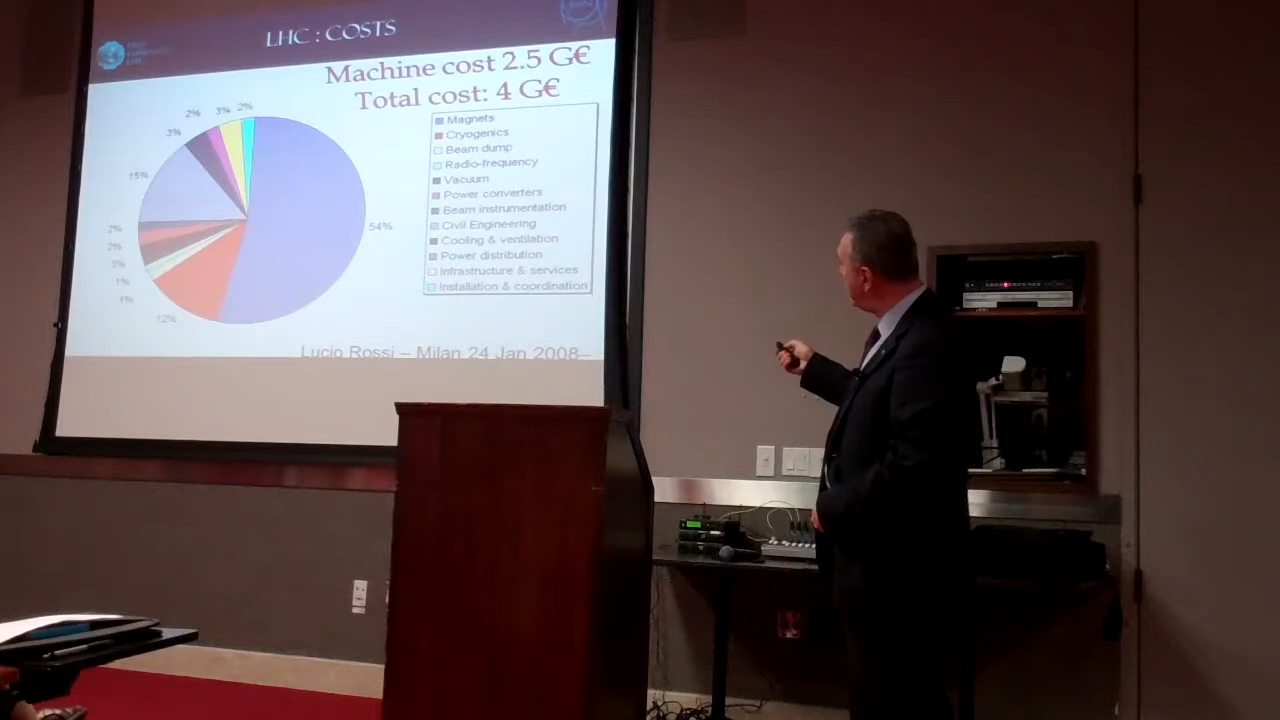 LHC : COSTS
Machine cost 2.5 G€
Total cost: 4 G€
2%
3%
2%
3%
15%
2%
2%
3%
1%
1%
12%
54%
Magnets
Cryogenics
Beam dump
Radio-frequency
Vacuum
Power converters
Beam instrumentation
Civil Engineering
Cooling & ventilation
Power distribution
Infrastructure & services
Installation & coordination
Lucio Rossi – Milan 24 Jan 2008